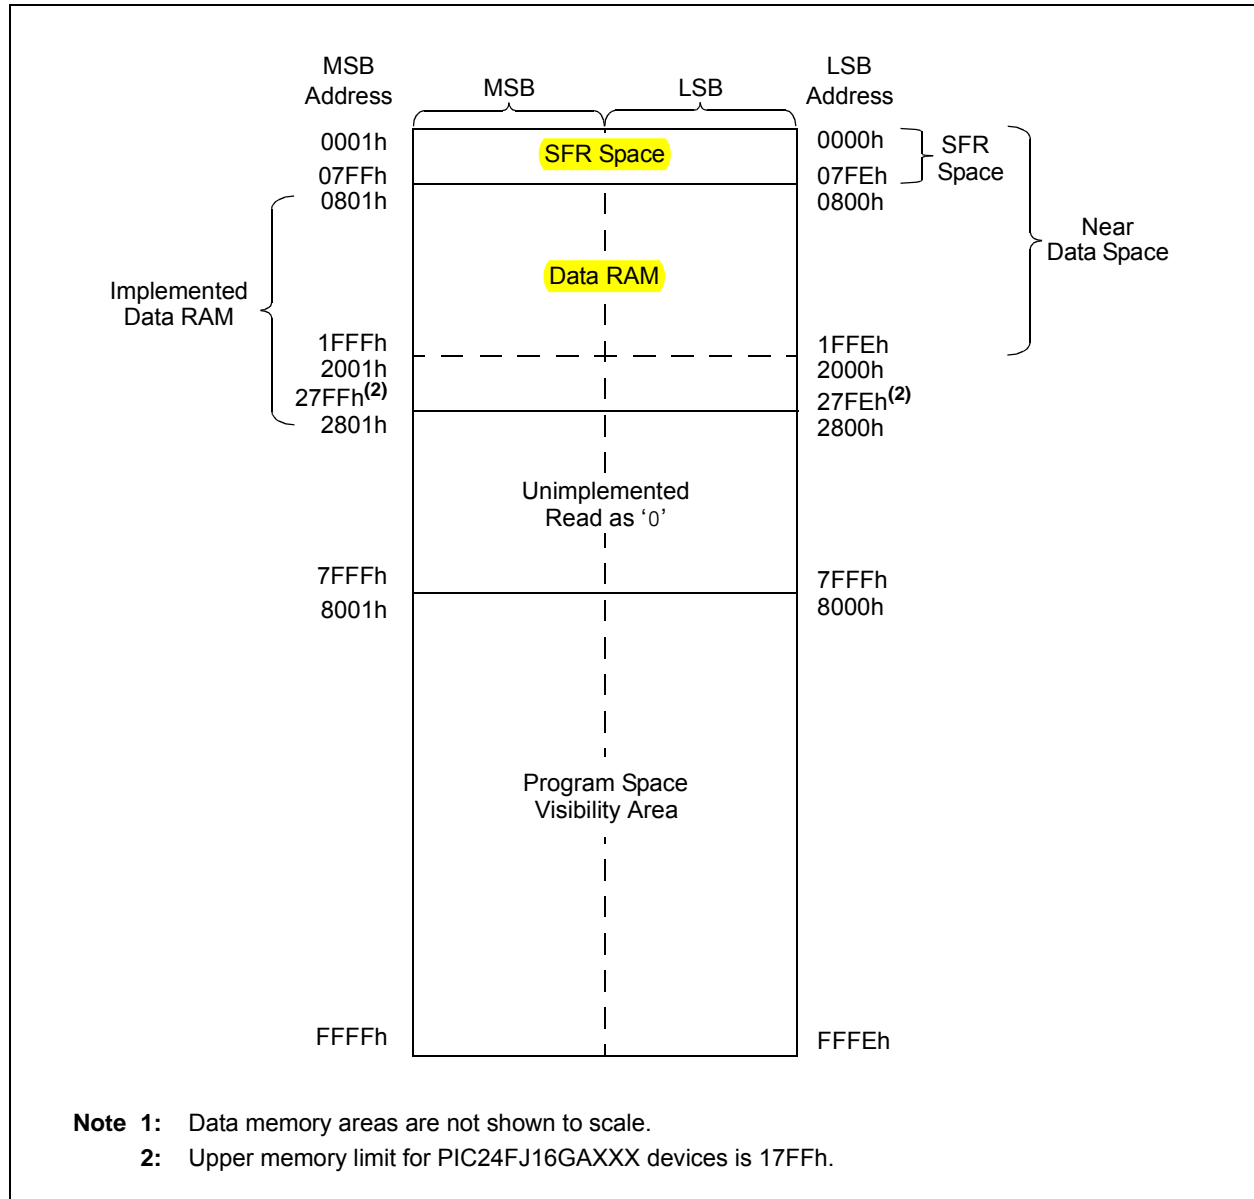 MSB
Address
MSB
LSB
LSB
Address
0001h
SFR Space
0000h
SFR
Space
07FFh
07FEh
0801h
0800h
Near
Data Space
Implemented
Data RAM
Data RAM
1FFFh
1FFEh
2001h
2000h
27FFh(2)
27FEh(2)
2801h
2800h
Unimplemented
Read as ‘0’
7FFFh
7FFFh
8001h
8000h
Program Space
Visibility Area
FFFFh
FFFEh
Note 1: Data memory areas are not shown to scale.
2: Upper memory limit for PIC24FJ16GAXXX devices is 17FFh.